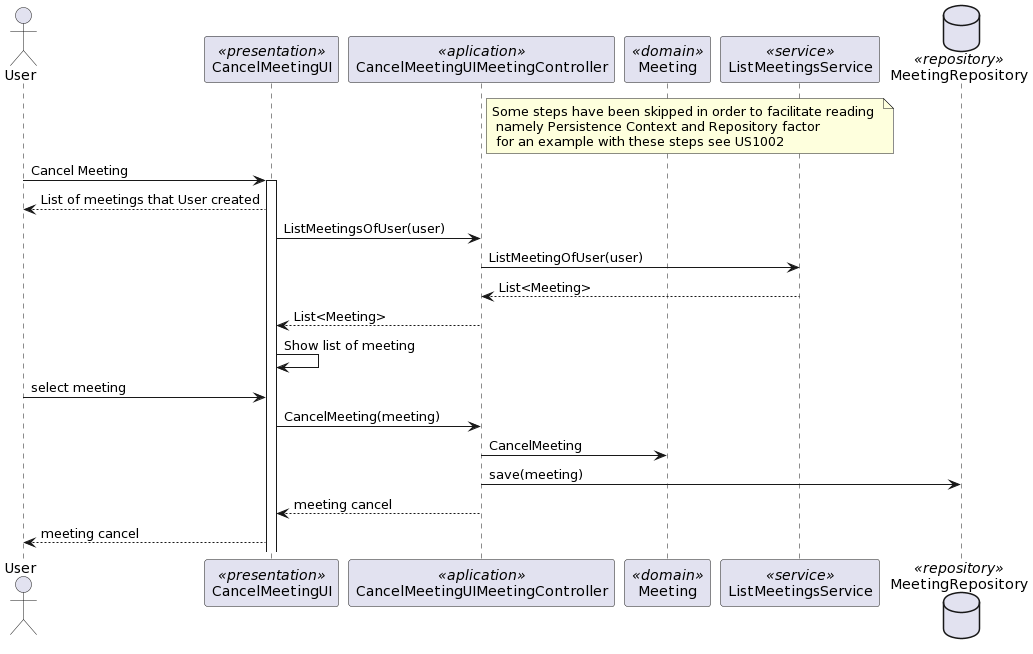 User
«presentation»
CancelMeetingUI
«aplication»
CancelMeetingUIMeetingController
«domain»
Meeting
«service»
ListMeetingsService
«repository»
MeetingRepository
Some steps have been skipped in order to facilitate reading
namely Persistence Context and Repository factor
for an example with these steps see US1002
Cancel Meeting
List of meetings that User created
ListMeetingsOfUser(user)
ListMeetingOfUser(user)
List<Meeting>
List<Meeting>
Show list of meeting
select meeting
CancelMeeting(meeting)
CancelMeeting
save(meeting)
meeting cancel
meeting cancel
User
«presentation»
CancelMeetingUI
«aplication»
CancelMeetingUIMeetingController
«domain»
Meeting
«service»
ListMeetingsService
«repository»
MeetingRepository